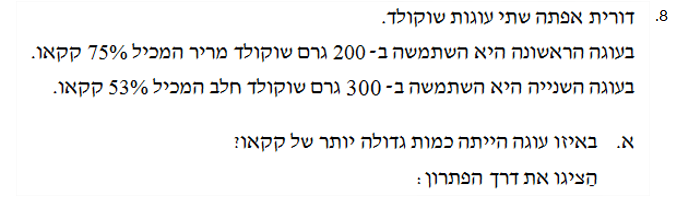 8. דורית אפתה שתי עוגות שוקולד.
בעוגה הראשונה היא השתמשה ב- 200 גרם שוקולד מריר המכיל 75% קקאו.
בעוגה השנייה היא השתמשה ב- 300 גרם שוקולד חלב המכיל 53% קקאו.
א. באיזו עוגה הייתה כמות גדולה יותר של קקאו?
הַציגו את דרך הפתרון: